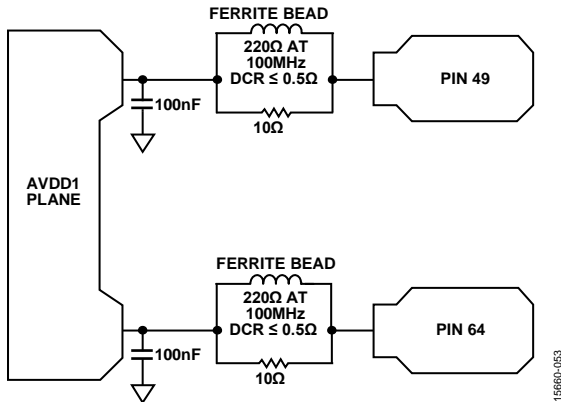 FERRITE BEAD
220Ω AT
100MHz
DCR ≤ 0.5Ω
PIN 49
100nF
10Ω
AVDD1
PLANE
FERRITE BEAD
220Ω AT
100MHz
DCR ≤ 0.5Ω
PIN 64
100nF
10Ω
15660-053